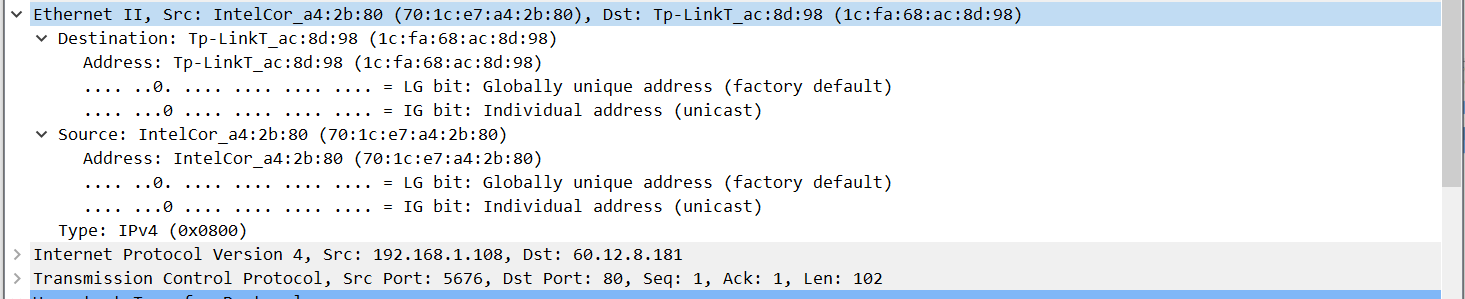 Ethernet II, Src: IntelCor_a4:2b:80 (70:1c:e7:a4:2b:80), Dst: Tp-LinkT_ac:8d:98 (1c:fa:68:ac:8d:98)
Destination: Tp-LinkT_ac:8d:98 (1c:fa:68:ac:8d:98)
Address: Tp-LinkT_ac:8d:98 (1c:fa:68:ac:8d:98)
.... ..0. .... .... .... .... = LG bit: Globally unique address (factory default)
.... ...0 .... .... .... .... = IG bit: Individual address (unicast)
Source: IntelCor_a4:2b:80 (70:1c:e7:a4:2b:80)
Address: IntelCor_a4:2b:80 (70:1c:e7:a4:2b:80)
.... ..0. .... .... .... .... = LG bit: Globally unique address (factory default)
.... ...0 .... .... .... .... = IG bit: Individual address (unicast)
Type: IPv4 (0x0800)
Internet Protocol Version 4, Src: 192.168.1.108, Dst: 60.12.8.181
Transmission Control Protocol, Src Port: 5676, Dst Port: 80, Seq: 1, Ack: 1, Len: 102